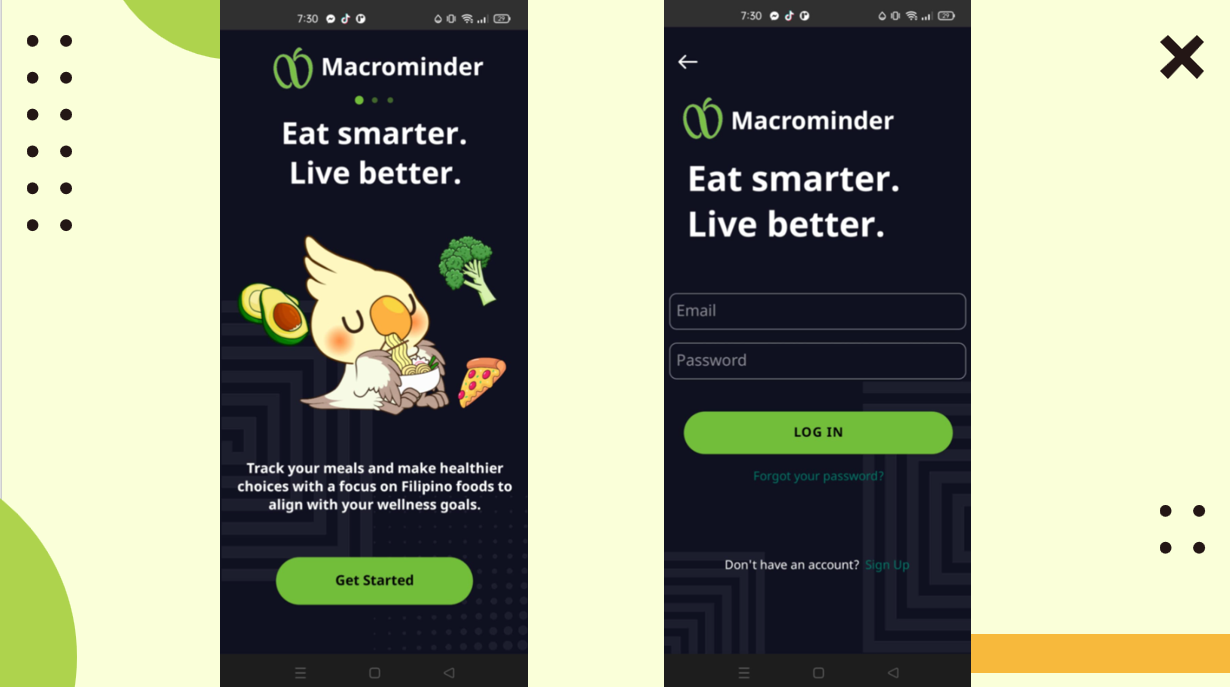 7:30
29
Macrominder
Eat smarter.
Live better.
Track your meals and make healthier
choices with a focus on Filipino foods to
align with your wellness goals.
Get Started
7:30
29
Macrominder
Eat smarter.
Live better.
Email
Password
LOG IN
Forgot your password?
Don't have an account? Sign Up